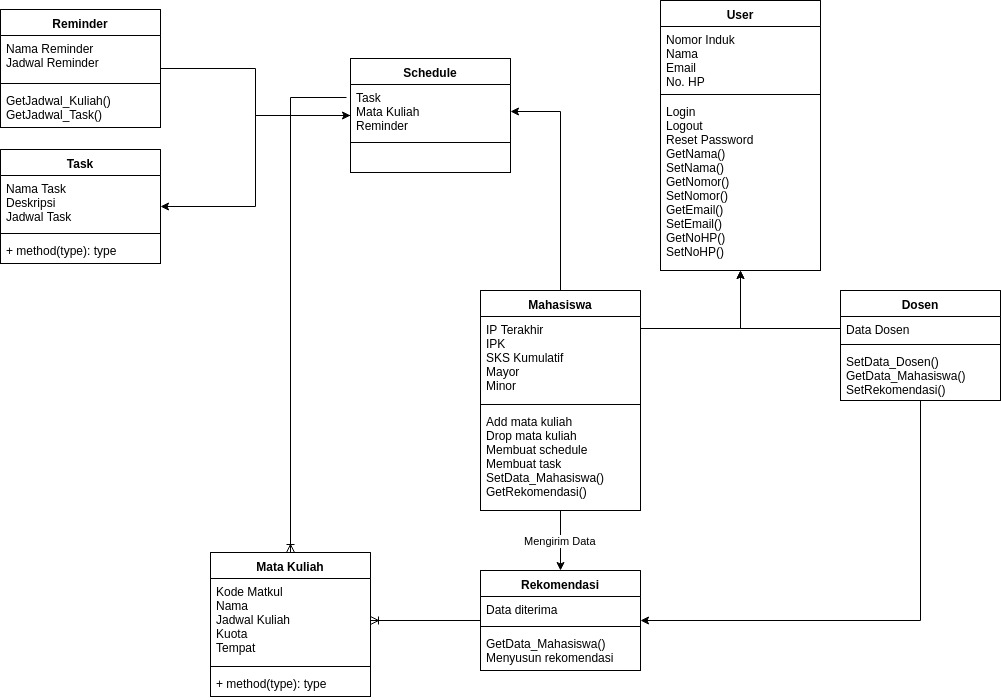 Reminder
Nama Reminder
Jadwal Reminder
GetJadwal_Kuliah()
GetJadwal_Task()
Task
Nama Task
Deskripsi
Jadwal Task
+ method(type): type
Schedule
Task
Mata Kuliah
Reminder
User
Nomor Induk
Nama
Email
No. HP
Login
Logout
Reset Password
GetNama()
SetNama()
GetNomor()
SetNomor()
GetEmail()
SetEmail()
GetNoHP()
SetNoHP()
Mahasiswa
IP Terakhir
IPK
SKS Kumulatif
Mayor
Minor
Add mata kuliah
Drop mata kuliah
Membuat schedule
Membuat task
SetData_Mahasiswa()
GetRekomendasi()
Dosen
Data Dosen
SetData_Dosen()
GetData_Mahasiswa()
SetRekomendasi()
Mengirim Data
Mata Kuliah
Kode Matkul
Nama
Jadwal Kuliah
Kuota
Tempat
+ method(type): type
Rekomendasi
Data diterima
GetData_Mahasiswa()
Menyusun rekomendasi